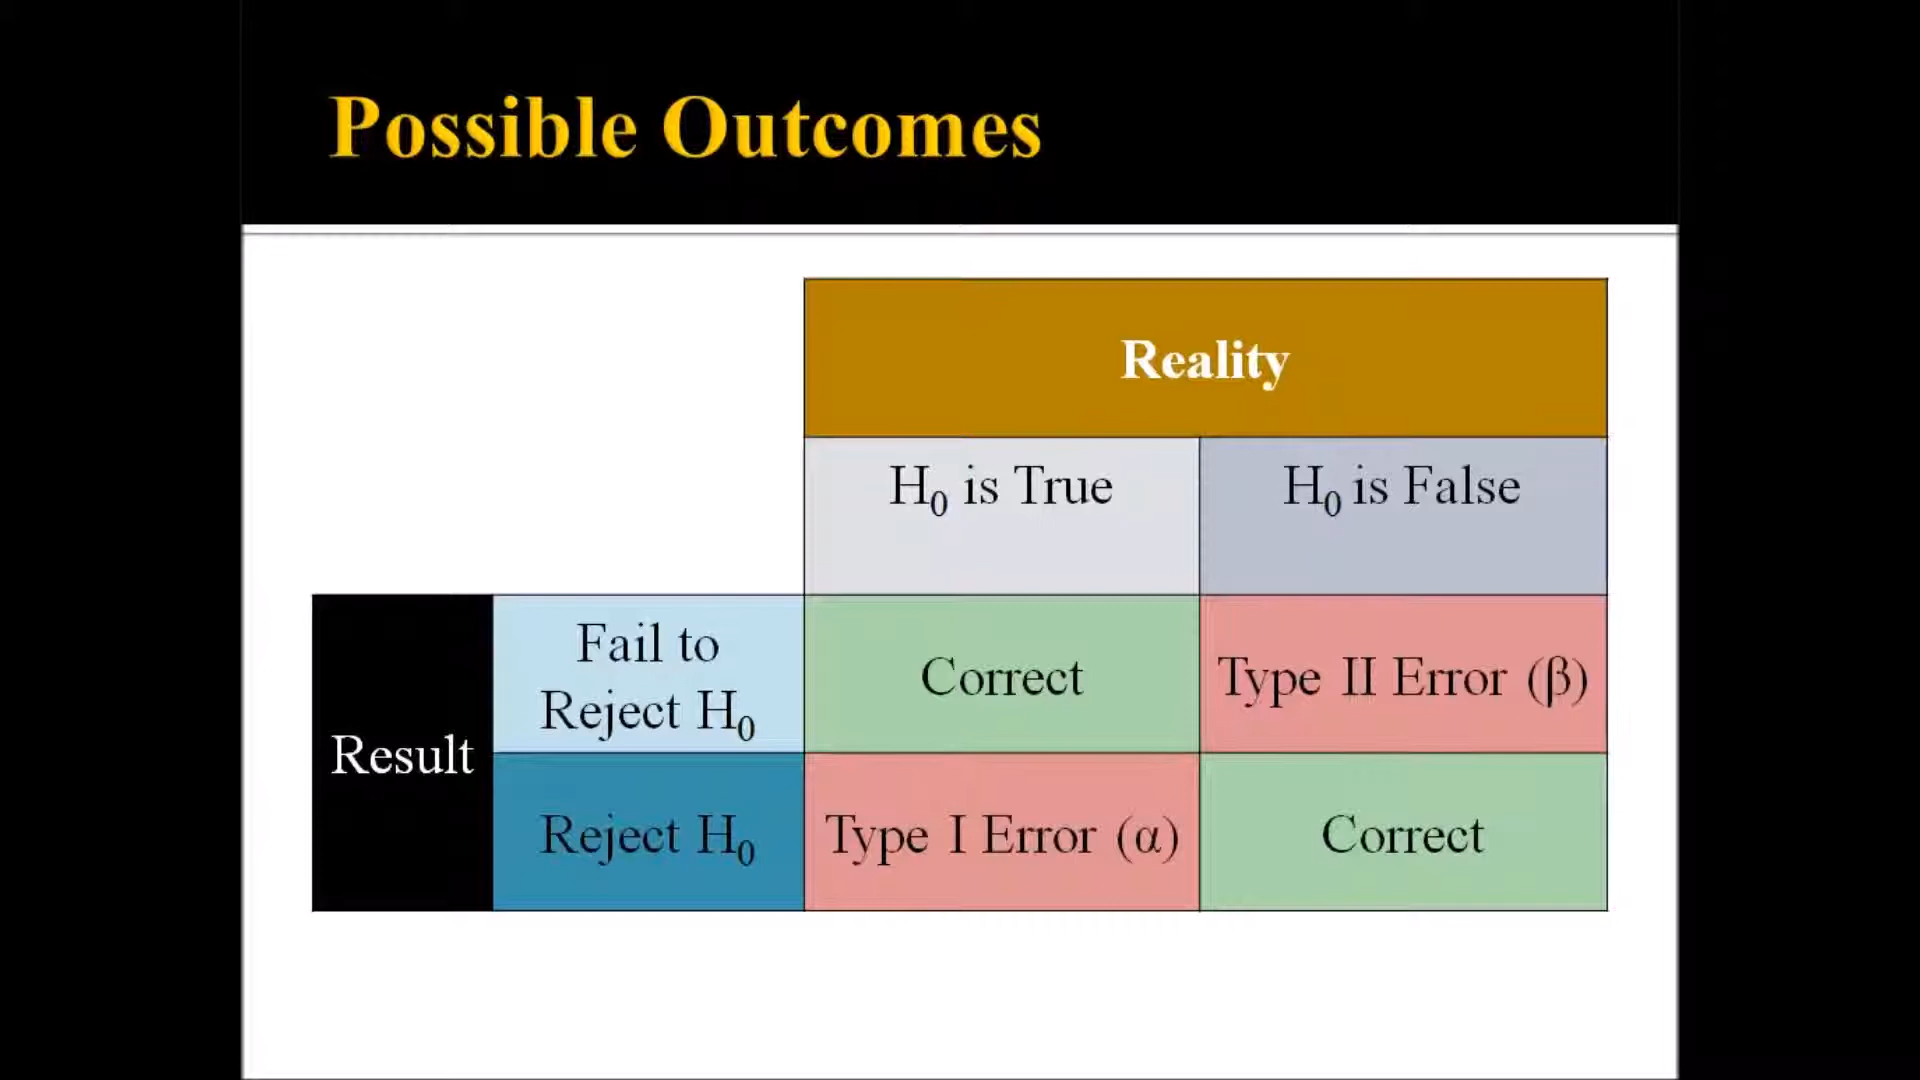 Possible Outcomes
Reality
H₀ is True
H₀ is False
Result
Fail to
Reject H₀
Correct
Type II Error (β)
Reject H₀
Type I Error (α)
Correct